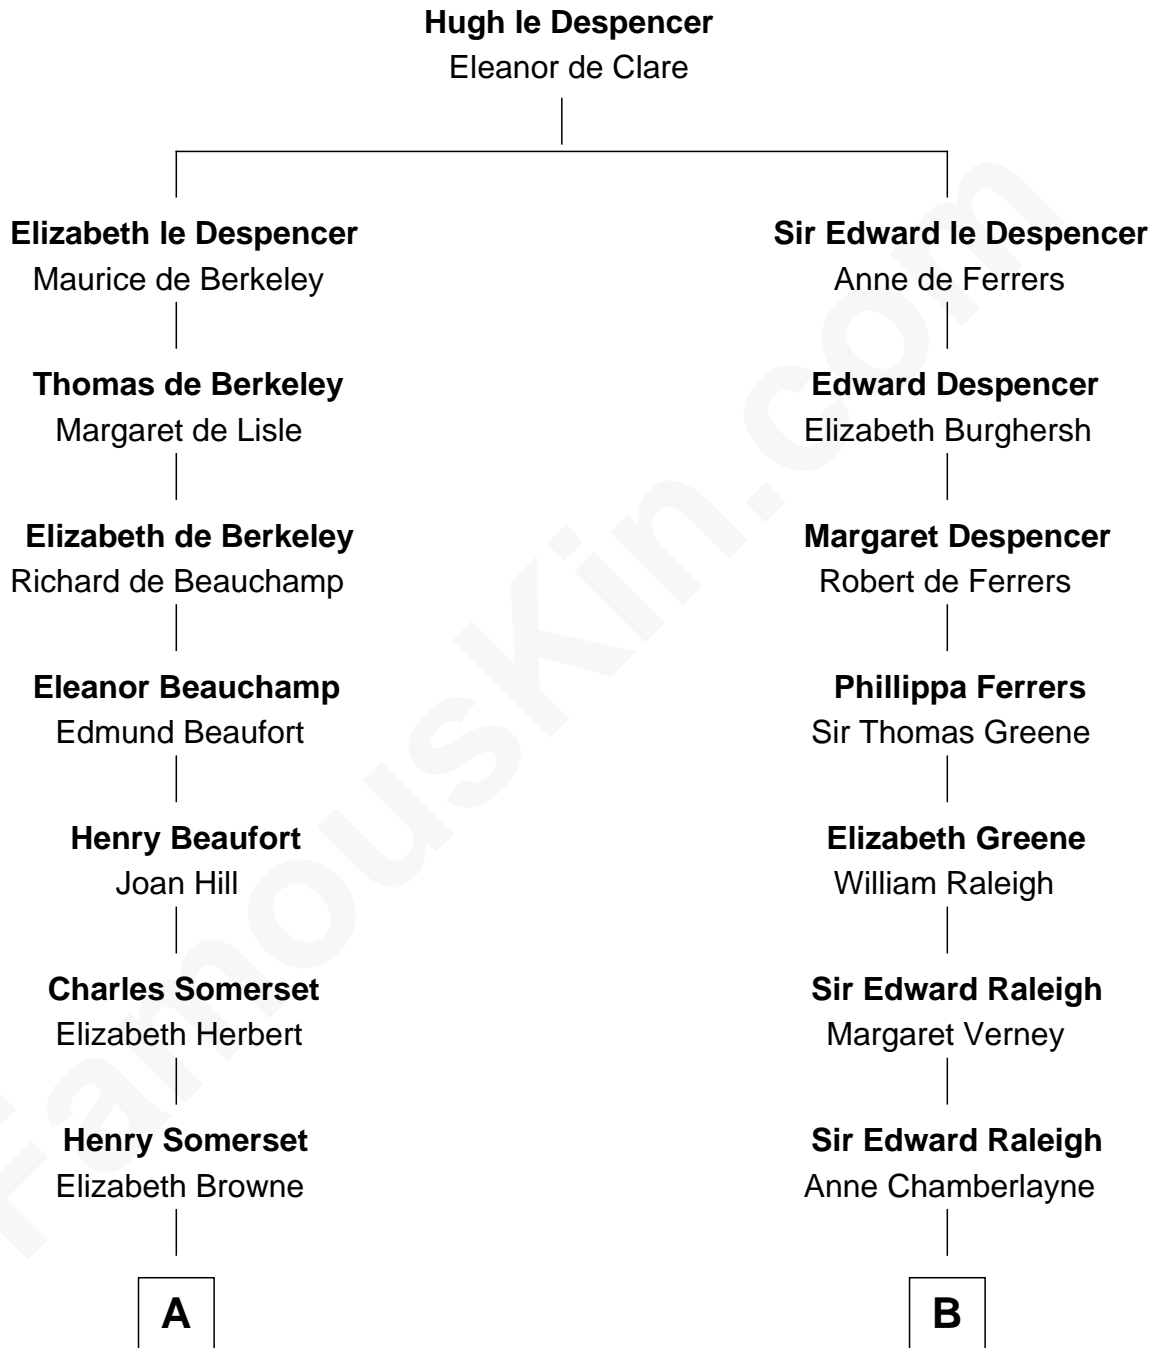 Hugh le Despencer
Eleanor de Clare
Elizabeth le Despencer
Maurice de Berkeley
Sir Edward le Despencer
Anne de Ferrers
Thomas de Berkeley
Margaret de Lisle
Edward Despencer
Elizabeth Burghersh
Elizabeth de Berkeley
Richard de Beauchamp
Margaret Despencer
Robert de Ferrers
Eleanor Beauchamp
Edmund Beaufort
Phillippa Ferrers
Sir Thomas Greene
Henry Beaufort
Joan Hill
Elizabeth Greene
William Raleigh
Charles Somerset
Elizabeth Herbert
Sir Edward Raleigh
Margaret Verney
Henry Somerset
Elizabeth Browne
Sir Edward Raleigh
Anne Chamberlayne
A
B
FamousKin.com